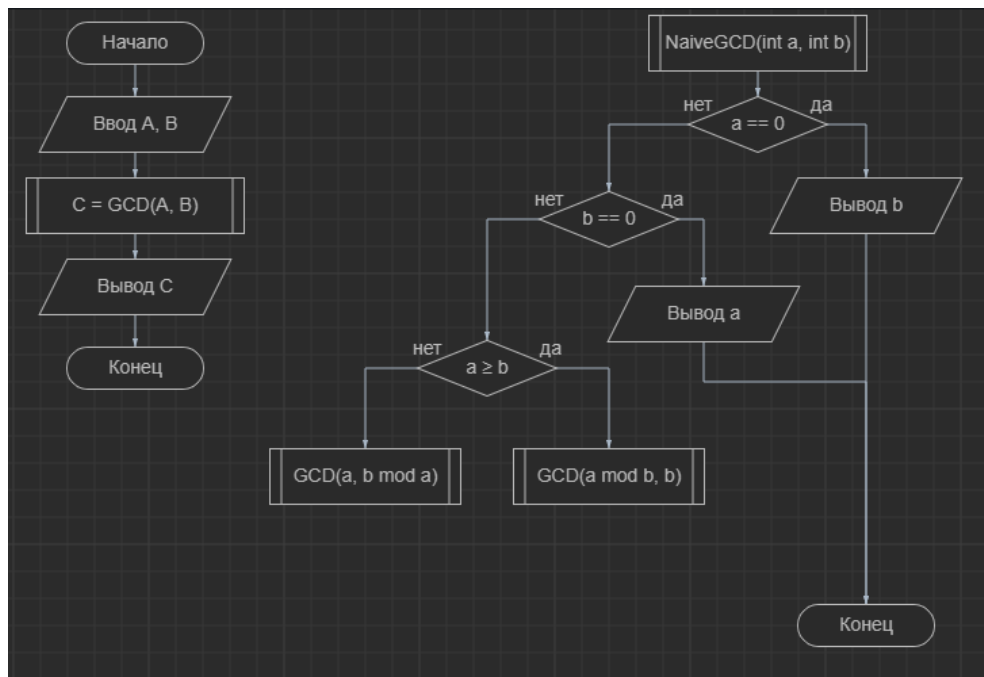 Начало
Ввод A, B
C = GCD(A, B)
Вывод C
Конец
NaiveGCD(int a, int b)
нет
да
a == 0
нет
да
b == 0
Вывод b
Вывод a
нет
да
a ≥ b
GCD(a, b mod a)
GCD(a mod b, b)
Конец